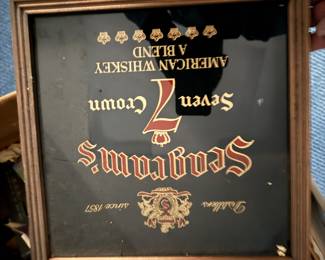 Distillers since 1857
Seagram's
7
Seven Crown
AMERICAN WHISKEY
A BLEND